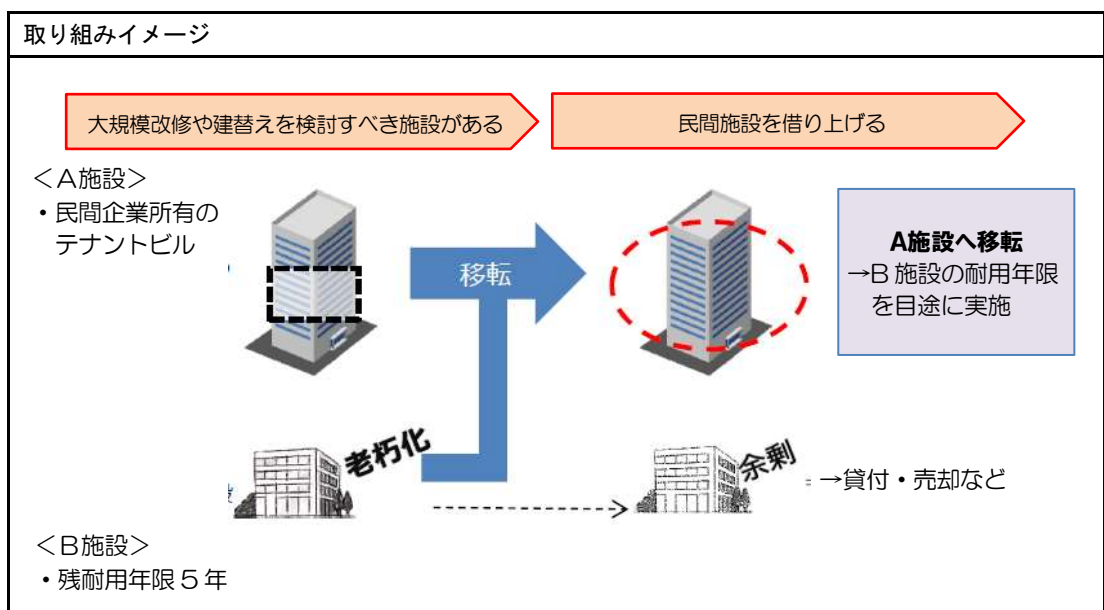 取り組みイメージ
大規模改修や建替えを検討すべき施設がある
民間施設を借り上げる
＜Ａ施設＞
・民間企業所有の
テナントビル
移転
A施設へ移転
→Ｂ施設の耐用年限
を目途に実施
老朽化
余剰
→貸付・売却など
＜Ｂ施設＞
・残耐用年限５年